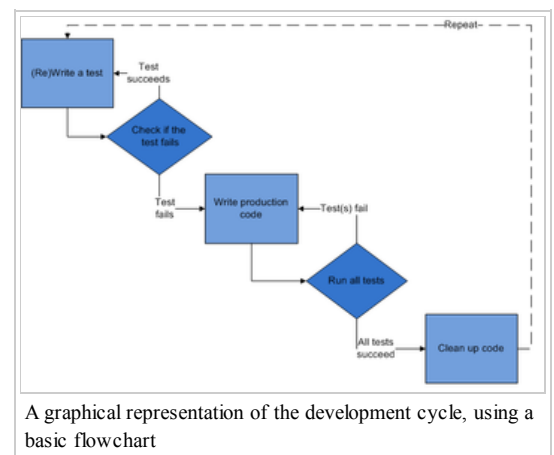 Repeat
(Re)Write a test
Test
succeeds
Check if the
test fails
Test
fails
Write production
code
Test(s) fail
Run all tests
All tests
succeed
Clean up code
A graphical representation of the development cycle, using a
basic flowchart